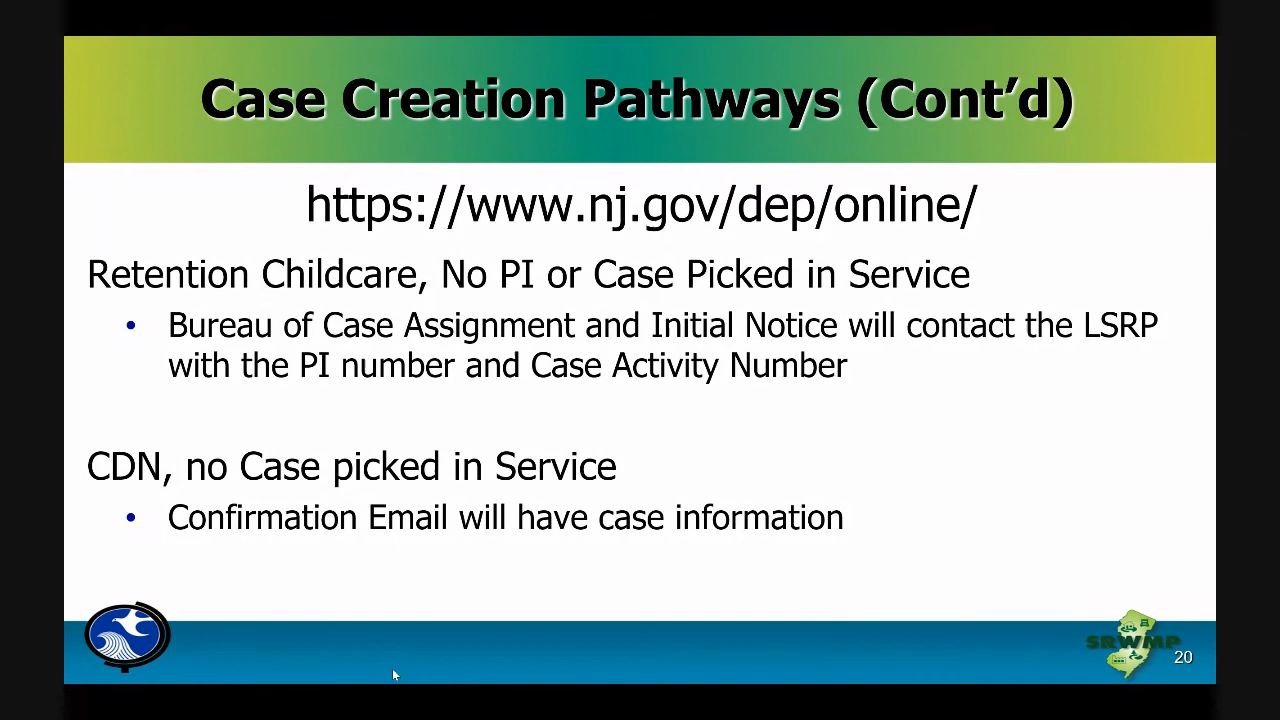 Case Creation Pathways (Cont’d)
https://www.nj.gov/dep/online/
Retention Childcare, No PI or Case Picked in Service
• Bureau of Case Assignment and Initial Notice will contact the LSRP
with the PI number and Case Activity Number
CDN, no Case picked in Service
• Confirmation Email will have case information
SRWMP
20